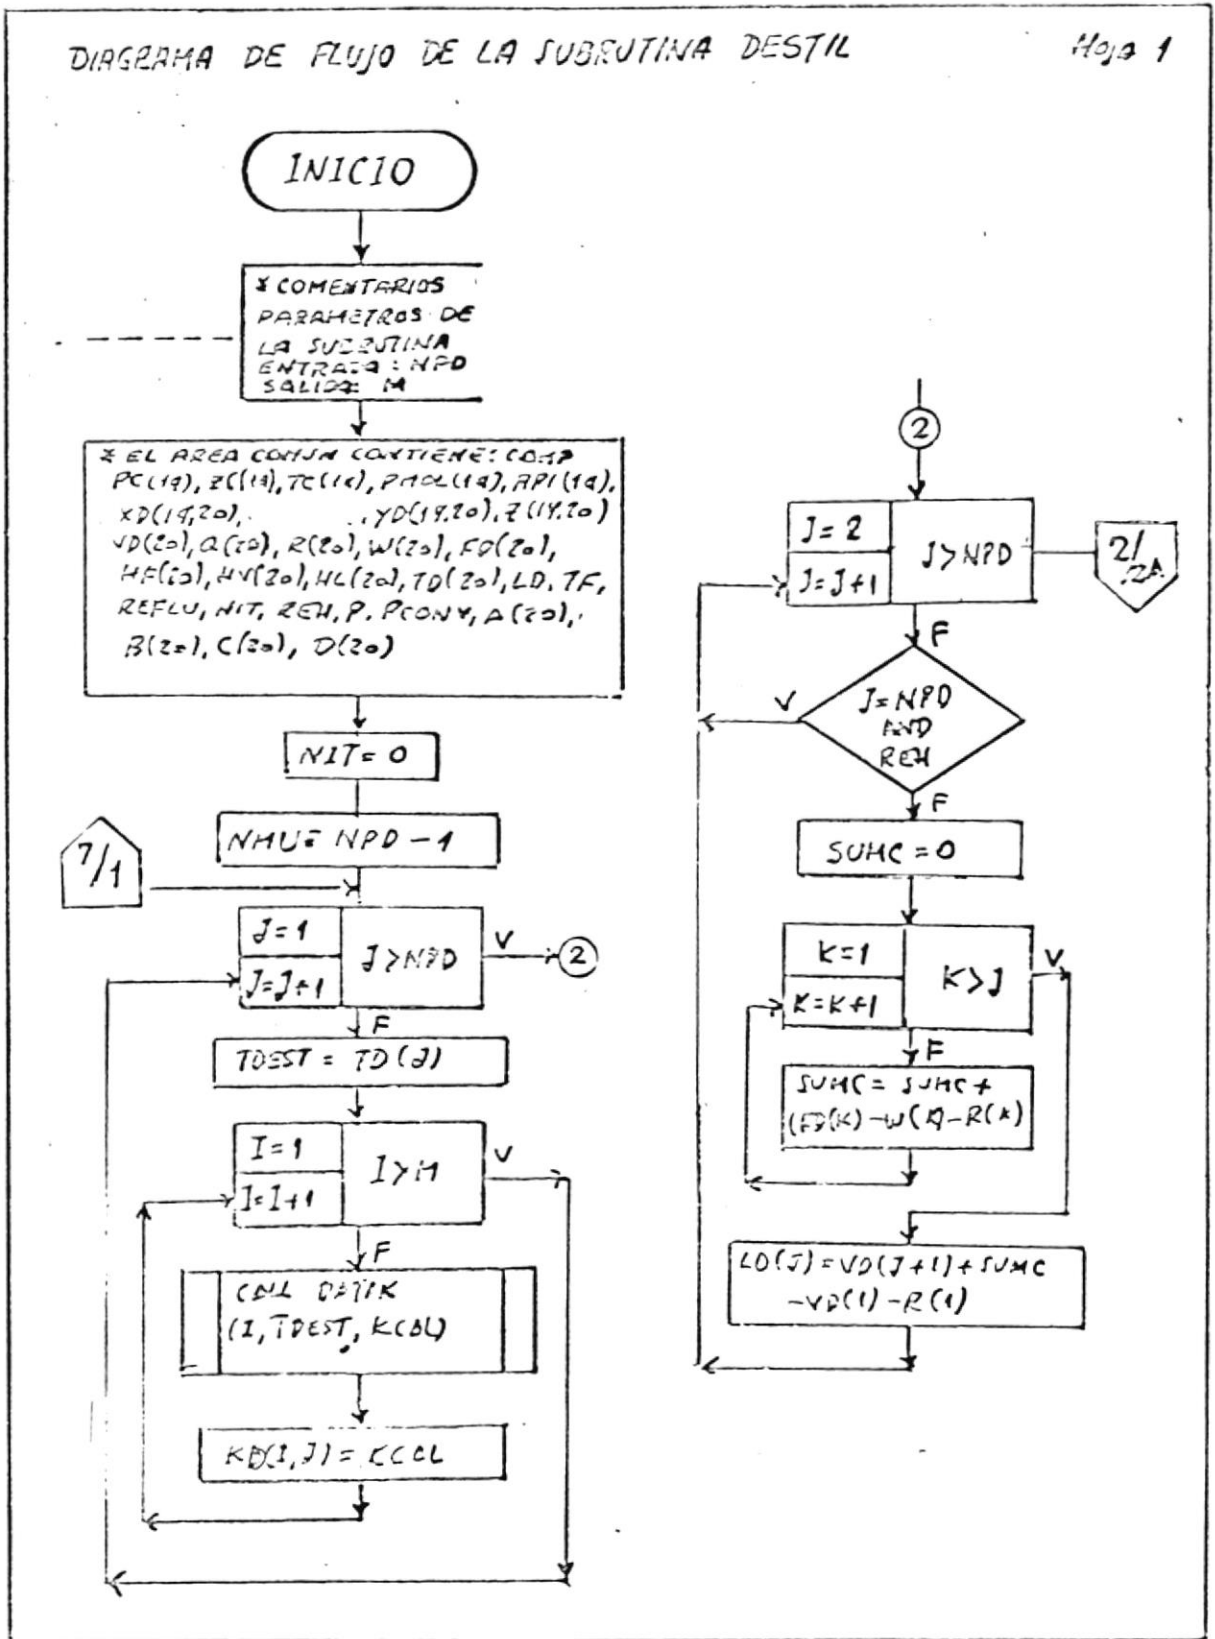 DIAGRAMA DE FLUJO DE LA SUBRUTINA DESTIL
Hoja 1
INICIO
* COMENTARIOS
PARAMETROS DE
LA SUBRUTINA
ENTRADA: NPD
SALIDA: M
* EL AREA COMUN CONTIENE: COMP
PC(14), ZC(14), TC(14), PMOL(14), API(14),
XD(14,20), YD(14,20), Z(14,20)
VD(20), Q(20), R(20), W(20), FD(20),
HF(20), HV(20), HL(20), TD(20), LD, TF,
REFLU, NIT, REH, P, PCONV, A(20),
B(20), C(20), D(20)
NIT = 0
NMU = NPD - 1
7/1
J = 1
J = J+1
J > NPD
V
2
F
TDEST = TD(J)
I = 1
I = I+1
I > M
V
F
CALL DATK
(I, TDEST, KCAL)
KD(I,J) = KCAL
2
J = 2
J = J+1
J > NPD
2/2A
F
J = NPD
AND
REH
V
F
SUMC = 0
K = 1
K = K+1
K > J
V
F
SUMC = SUMC +
(FD(K) - W(K) - R(K)
LD(J) = VD(J+1) + SUMC
- VD(1) - R(1)